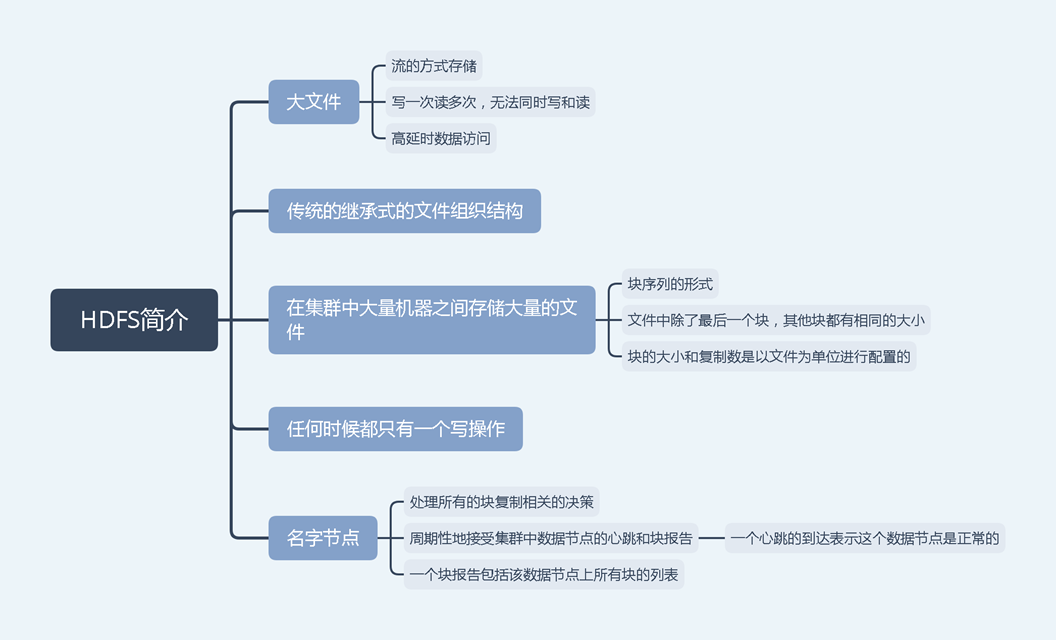 HDFS简介
大文件
流的方式存储
写一次读多次，无法同时写和读
高延时数据访问
传统的继承式的文件组织结构
在集群中大量机器之间存储大量的文
件
块序列的形式
文件中除了最后一个块，其他块都有相同的大小
块的大小和复制数是以文件为单位进行配置的
任何时候都只有一个写操作
名字节点
处理所有的块复制相关的决策
周期性地接受集群中数据节点的心跳和块报告
一个心跳的到达表示这个数据节点是正常的
一个块报告包括该数据节点上所有块的列表